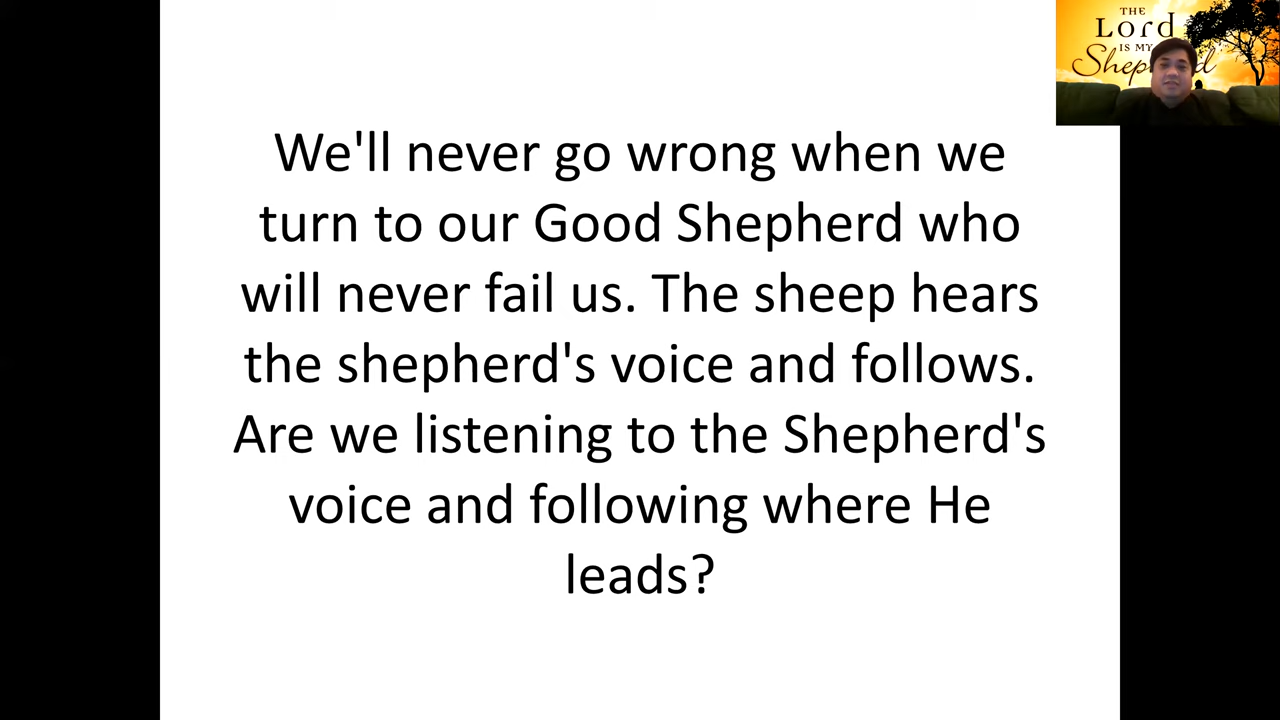 THE
Lord
IS MY
We'll never go wrong when we
turn to our Good Shepherd who
will never fail us. The sheep hears
the shepherd's voice and follows.
Are we listening to the Shepherd's
voice and following where He
leads?